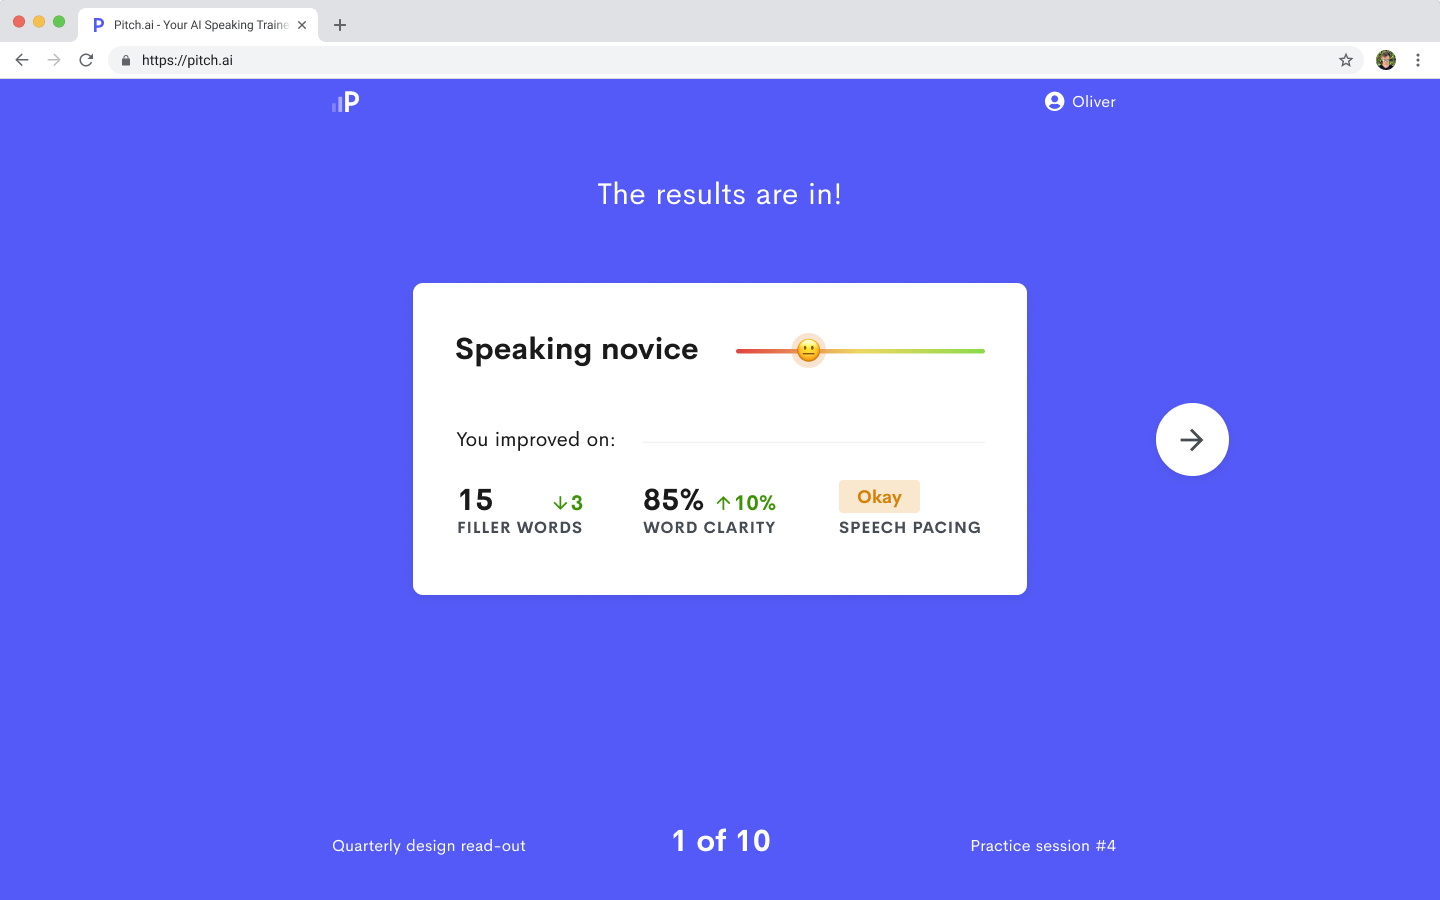 Pitch.ai - Your AI Speaking Traine
https://pitch.ai
P
Oliver
The results are in!
Speaking novice
You improved on:
15 ↓3
FILLER WORDS
85% ↑10%
WORD CLARITY
Okay
SPEECH PACING
Quarterly design read-out
1 of 10
Practice session #4